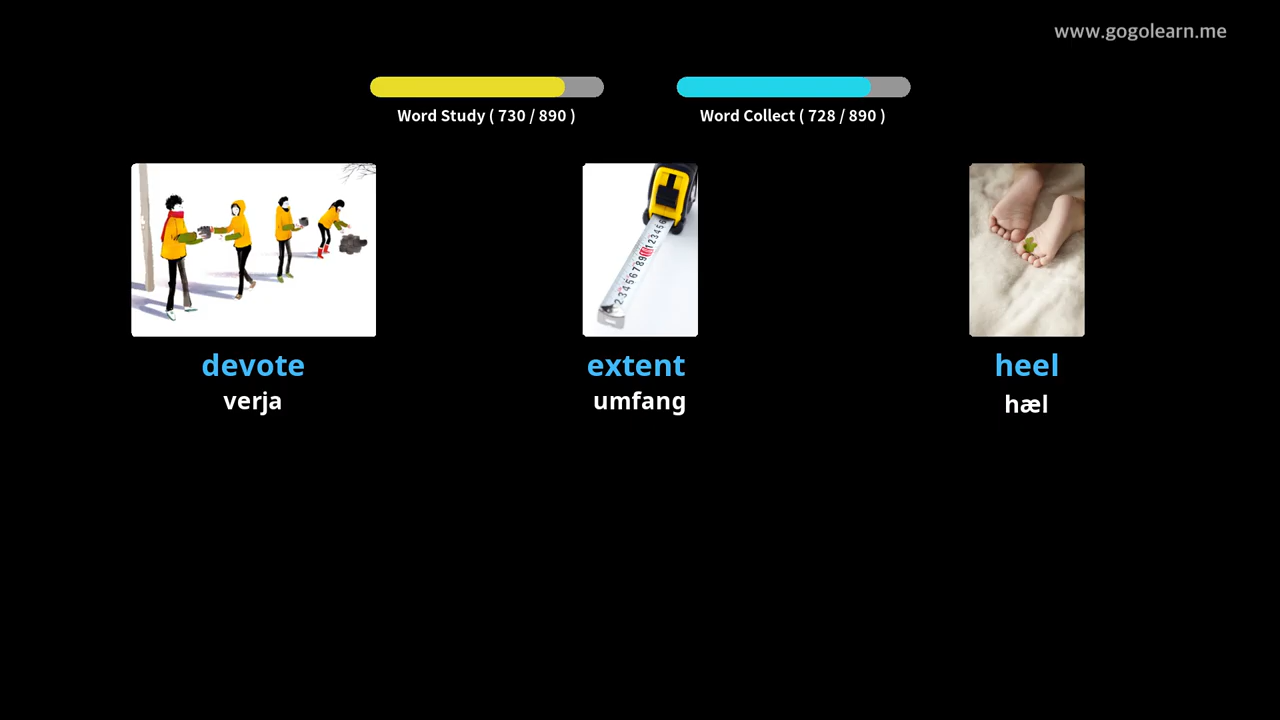 www.gogolearn.me
Word Study ( 730 / 890 )
Word Collect ( 728 / 890 )
devote
verja
extent
umfang
heel
hæl